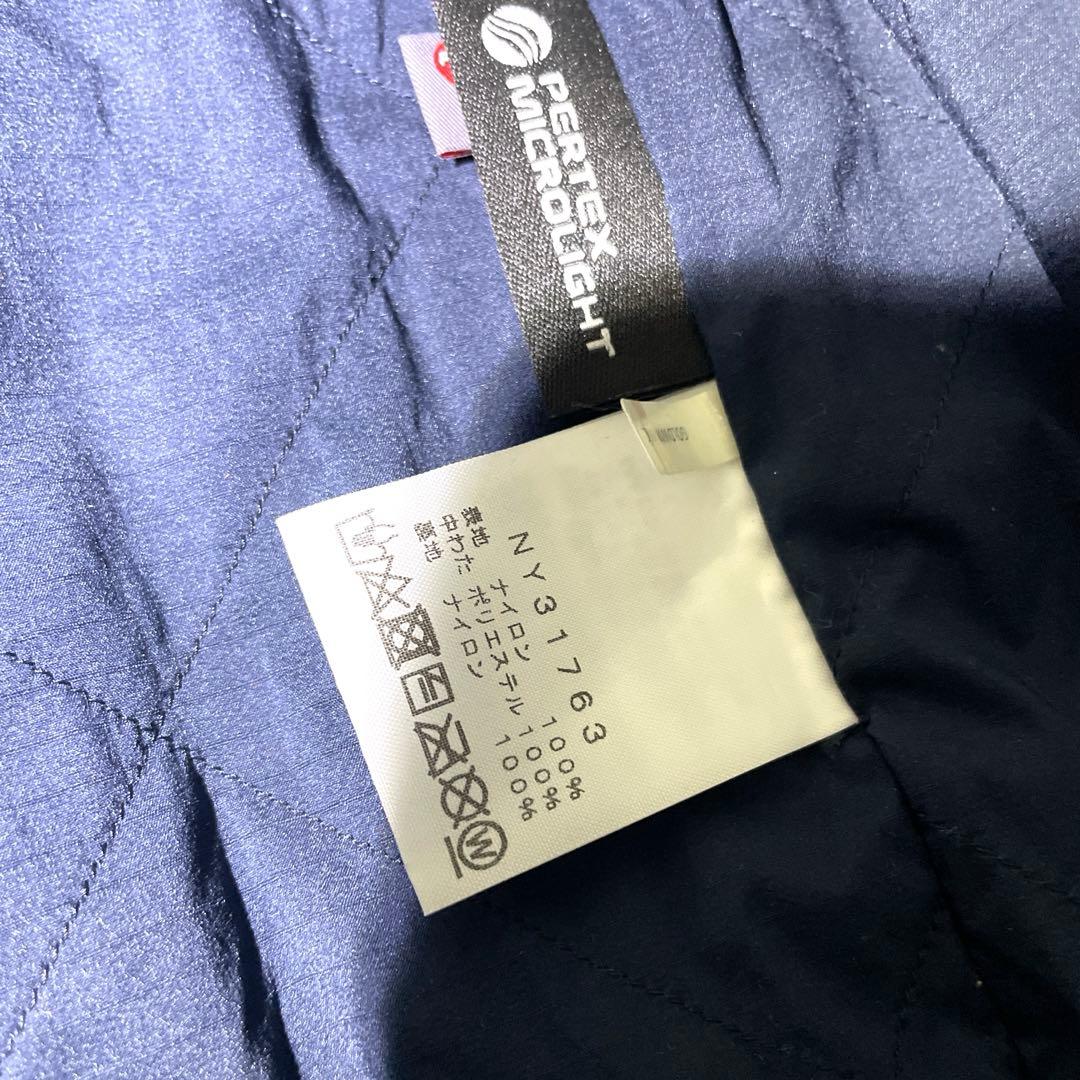 PERTEX
MICROLIGHT
NY31763
表地 ナイロン 100%
中わた ポリエステル 100%
裏地 ナイロン 100%
W